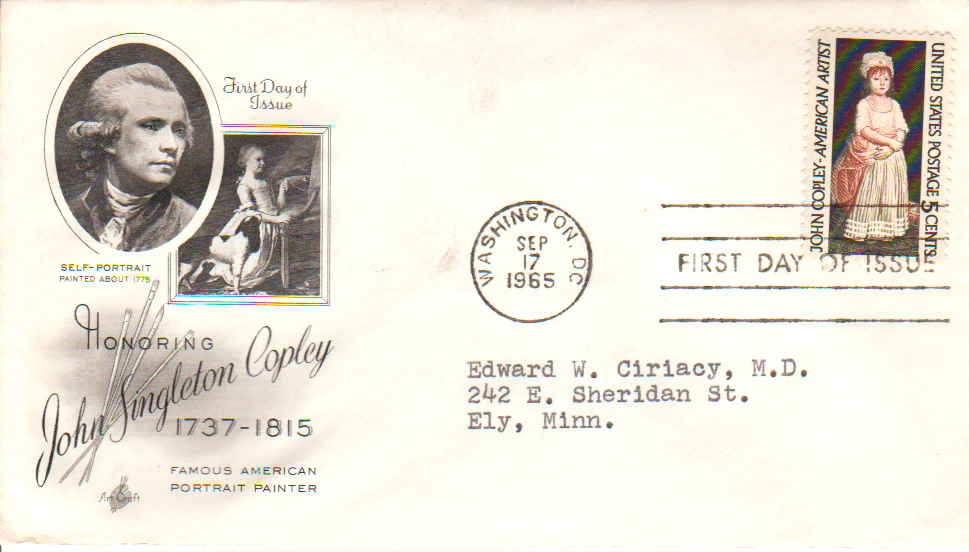 First Day of
Issue
SELF-PORTRAIT
PAINTED ABOUT 1775
HONORING
John Singleton Copley
1737-1815
FAMOUS AMERICAN
PORTRAIT PAINTER
Art Craft
WASHINGTON, DC
SEP
17
1965
JOHN COPLEY-AMERICAN ARTIST
UNITED STATES POSTAGE 5 CENTS
FIRST DAY OF ISSUE
Edward W. Ciriacy, M.D.
242 E. Sheridan St.
Ely, Minn.